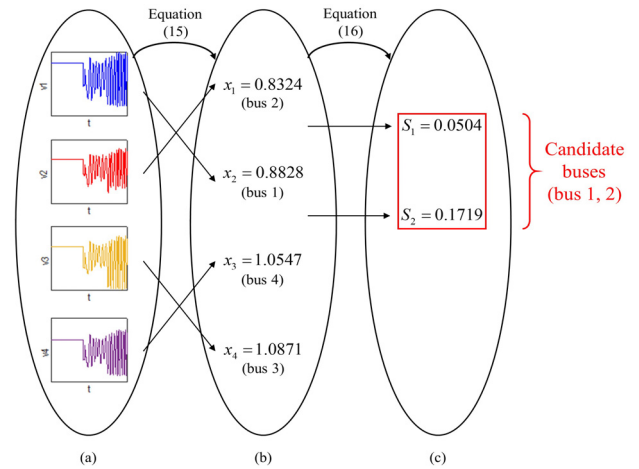 Equation
(15)
Equation
(16)
v1
t
v2
t
v3
t
v4
t
x₁ = 0.8324
(bus 2)
x₂ = 0.8828
(bus 1)
x₃ = 1.0547
(bus 4)
x₄ = 1.0871
(bus 3)
S₁ = 0.0504
S₂ = 0.1719
Candidate
buses
(bus 1, 2)
(a)
(b)
(c)